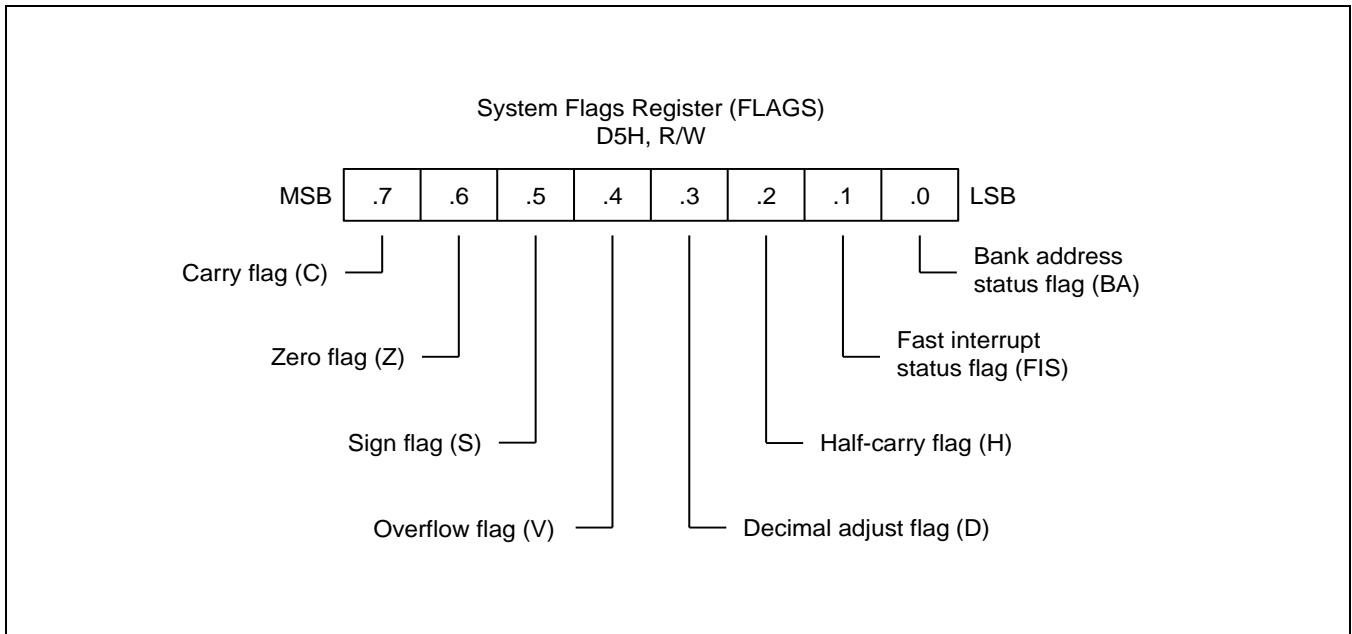 System Flags Register (FLAGS)
D5H, R/W
MSB .7 .6 .5 .4 .3 .2 .1 .0 LSB
Carry flag (C)
Bank address
status flag (BA)
Zero flag (Z)
Fast interrupt
status flag (FIS)
Sign flag (S)
Half-carry flag (H)
Overflow flag (V)
Decimal adjust flag (D)